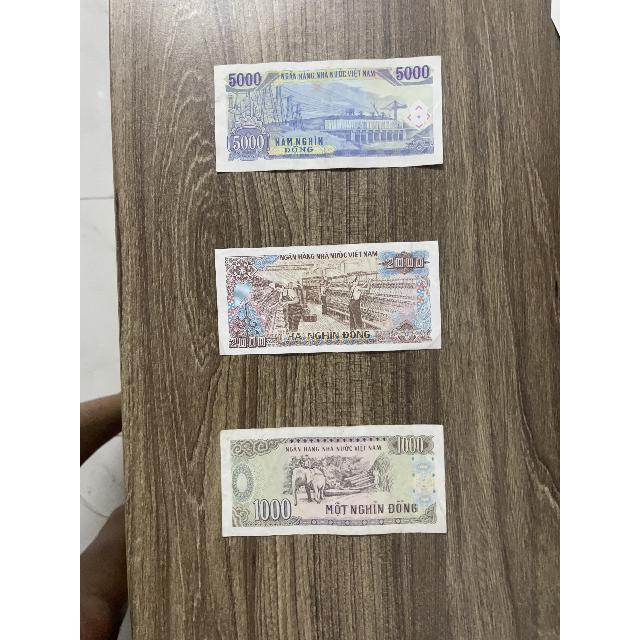 5000 NGÂN HÀNG NHÀ NƯỚC VIỆT NAM 5000
5000 NĂM NGHÌN
ĐỒNG
NGÂN HÀNG NHÀ NƯỚC VIỆT NAM 2000
2000 HAI NGHÌN ĐỒNG
NGÂN HÀNG NHÀ NƯỚC VIỆT NAM 1000
1000 MỘT NGHÌN ĐỒNG